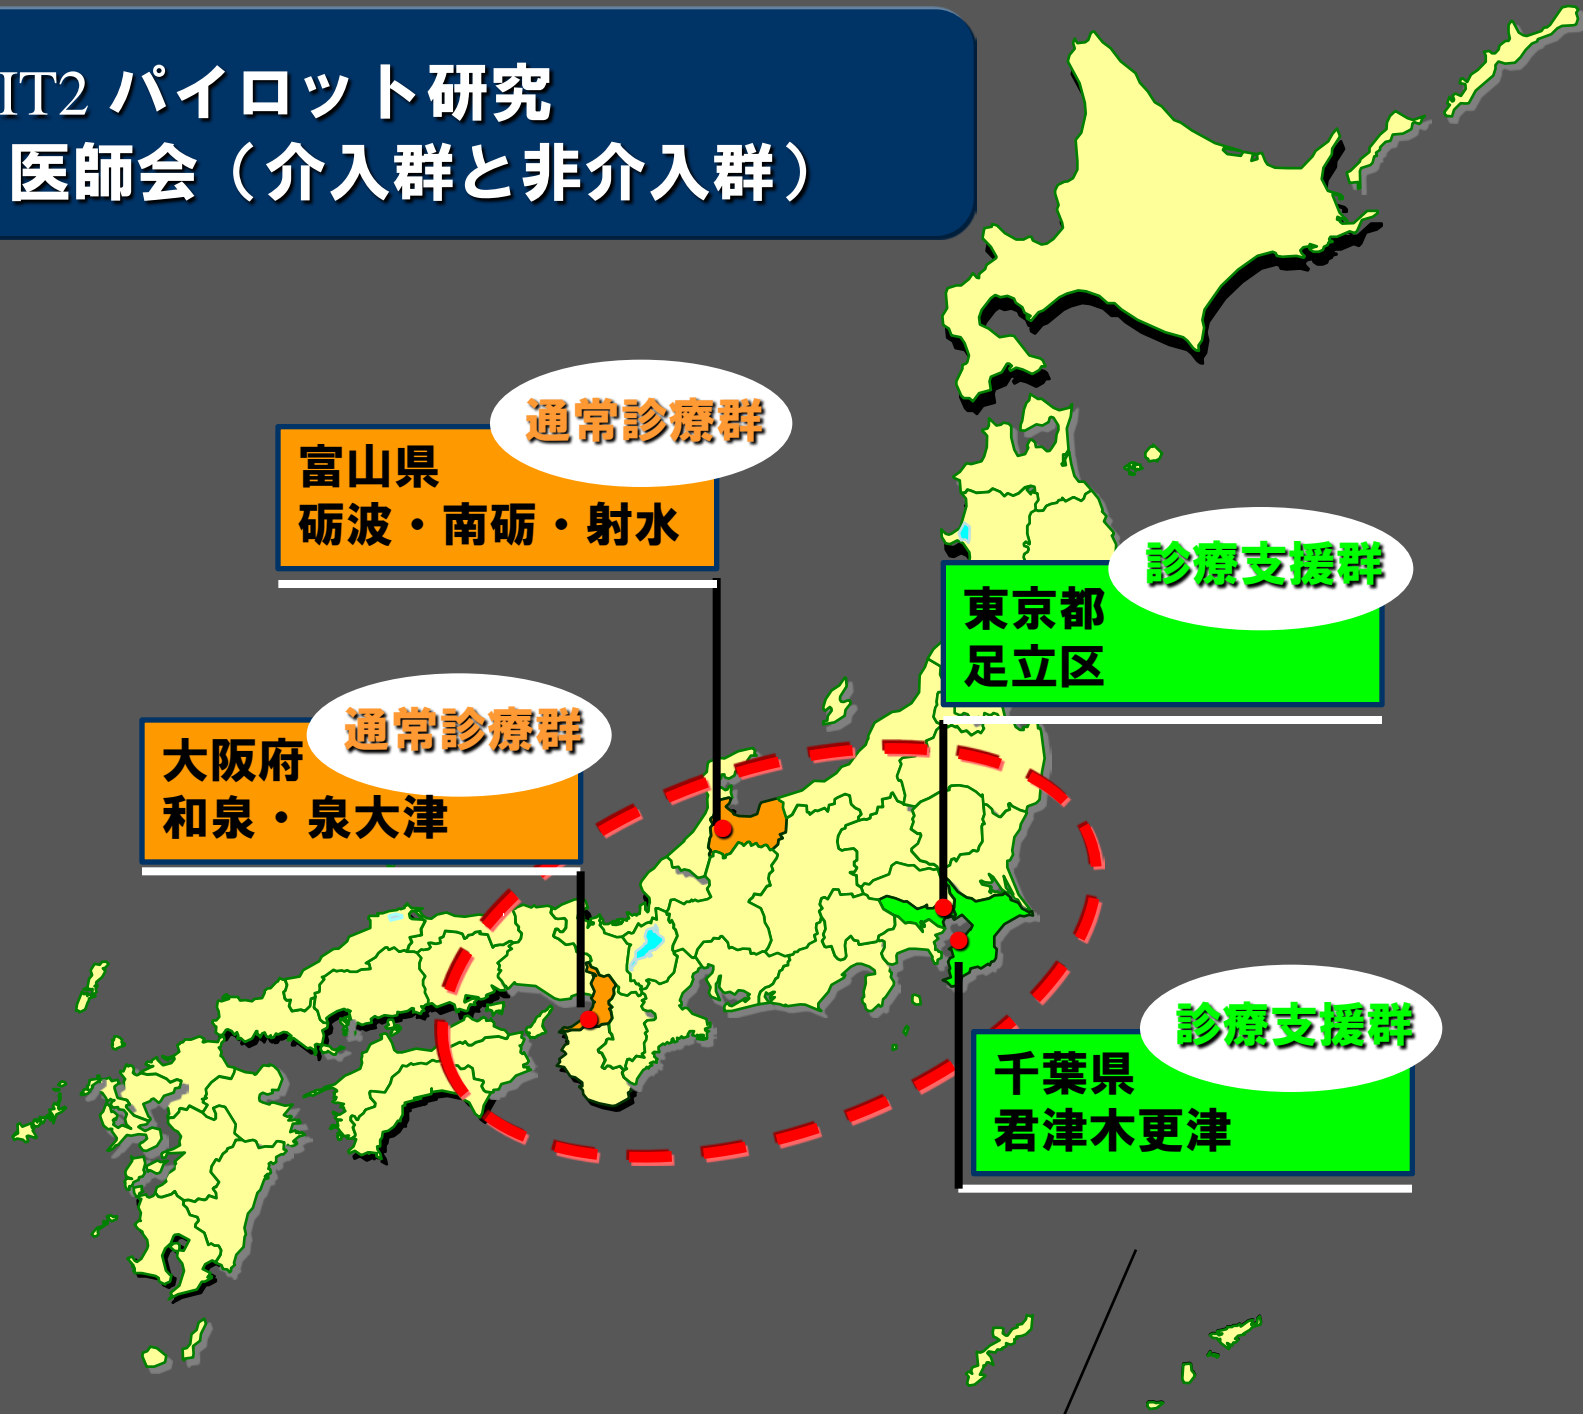 IT2 パイロット研究
医師会（介入群と非介入群）
通常診療群
富山県
砺波・南砺・射水
診療支援群
東京都
足立区
通常診療群
大阪府
和泉・泉大津
診療支援群
千葉県
君津木更津